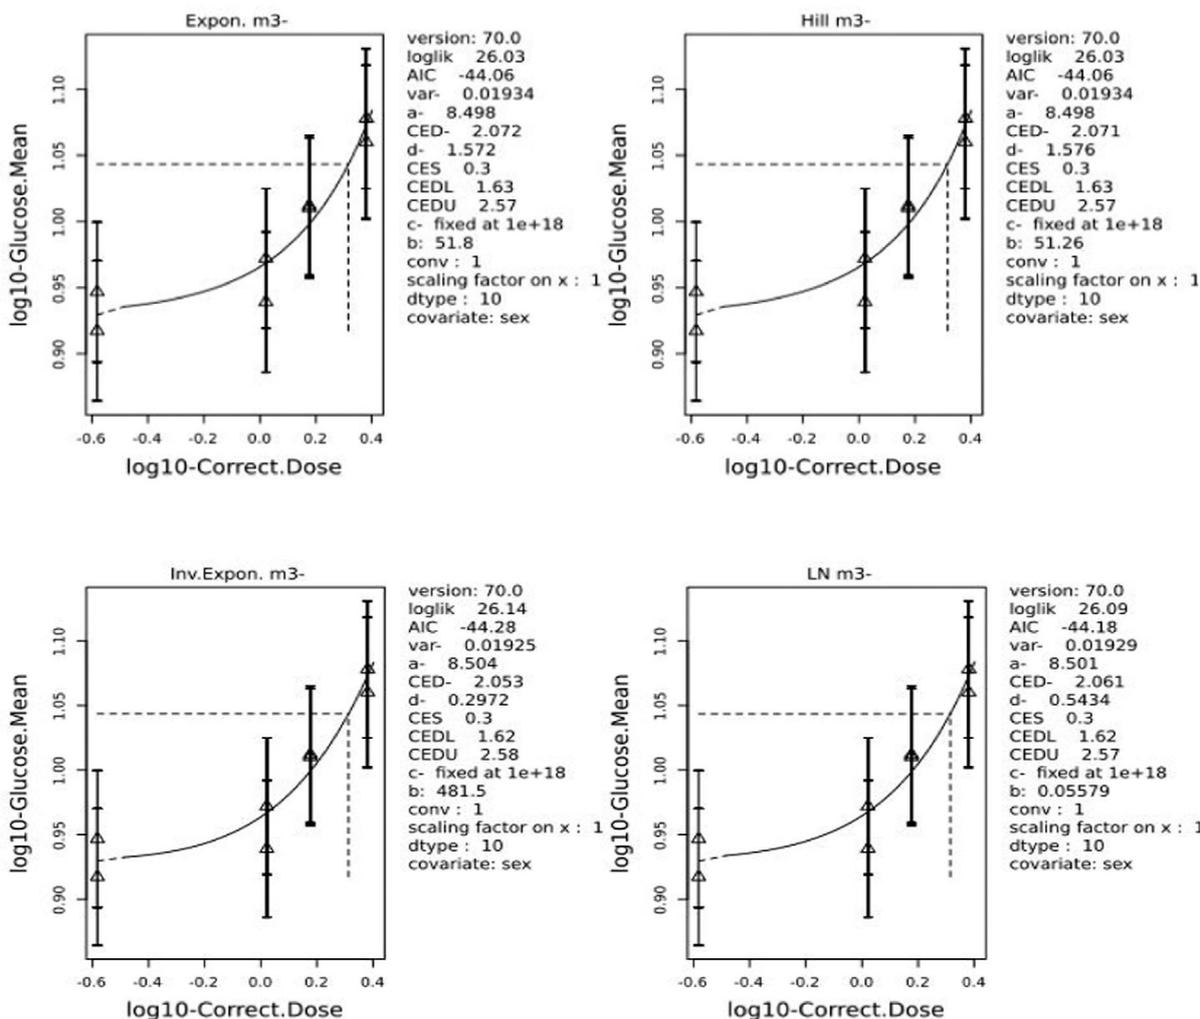 Expon. m3-
version: 70.0
loglik 26.03
AIC -44.06
var- 0.01934
a- 8.498
CED- 2.072
d- 1.572
CES 0.3
CEDL 1.63
CEDU 2.57
c- fixed at 1e+18
b: 51.8
conv : 1
scaling factor on x : 1
dtype : 10
covariate: sex
log10-Glucose.Mean
1.10
1.05
1.00
0.95
0.90
-0.6 -0.4 -0.2 0.0 0.2 0.4
log10-Correct.Dose
Hill m3-
version: 70.0
loglik 26.03
AIC -44.06
var- 0.01934
a- 8.498
CED- 2.071
d- 1.576
CES 0.3
CEDL 1.63
CEDU 2.57
c- fixed at 1e+18
b: 51.26
conv : 1
scaling factor on x : 1
dtype : 10
covariate: sex
log10-Glucose.Mean
1.10
1.05
1.00
0.95
0.90
-0.6 -0.4 -0.2 0.0 0.2 0.4
log10-Correct.Dose
Inv.Expon. m3-
version: 70.0
loglik 26.14
AIC -44.28
var- 0.01925
a- 8.504
CED- 2.053
d- 0.2972
CES 0.3
CEDL 1.62
CEDU 2.58
c- fixed at 1e+18
b: 481.5
conv : 1
scaling factor on x : 1
dtype : 10
covariate: sex
log10-Glucose.Mean
1.10
1.05
1.00
0.95
0.90
-0.6 -0.4 -0.2 0.0 0.2 0.4
log10-Correct.Dose
LN m3-
version: 70.0
loglik 26.09
AIC -44.18
var- 0.01929
a- 8.501
CED- 2.061
d- 0.5434
CES 0.3
CEDL 1.62
CEDU 2.57
c- fixed at 1e+18
b: 0.05579
conv : 1
scaling factor on x : 1
dtype : 10
covariate: sex
log10-Glucose.Mean
1.10
1.05
1.00
0.95
0.90
-0.6 -0.4 -0.2 0.0 0.2 0.4
log10-Correct.Dose